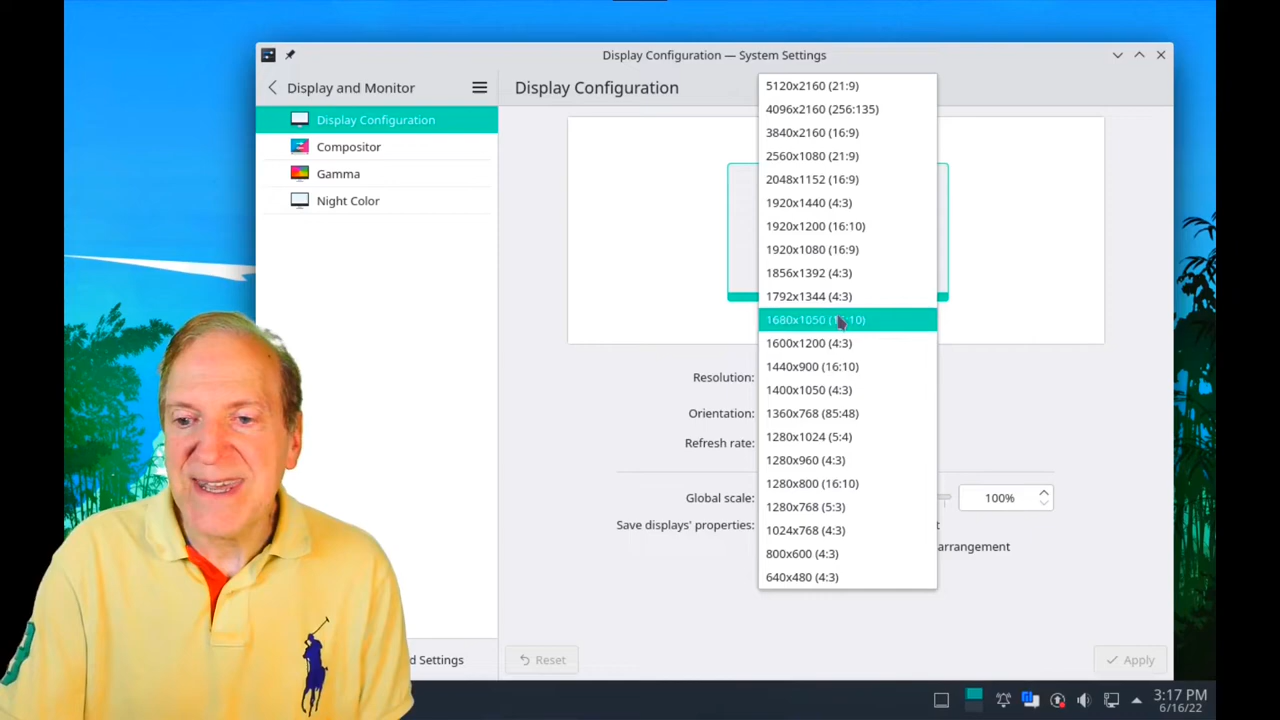 Display Configuration — System Settings
Display and Monitor
Display Configuration
Compositor
Gamma
Night Color
Display Configuration
5120x2160 (21:9)
4096x2160 (256:135)
3840x2160 (16:9)
2560x1080 (21:9)
2048x1152 (16:9)
1920x1440 (4:3)
1920x1200 (16:10)
1920x1080 (16:9)
1856x1392 (4:3)
1792x1344 (4:3)
1680x1050 (16:10)
1600x1200 (4:3)
1440x900 (16:10)
1400x1050 (4:3)
1360x768 (85:48)
1280x1024 (5:4)
1280x960 (4:3)
1280x800 (16:10)
1280x768 (5:3)
1024x768 (4:3)
800x600 (4:3)
640x480 (4:3)
Resolution:
Orientation:
Refresh rate:
Global scale:
100%
Save displays' properties:
arrangement
Settings
Reset
Apply
3:17 PM
6/16/22